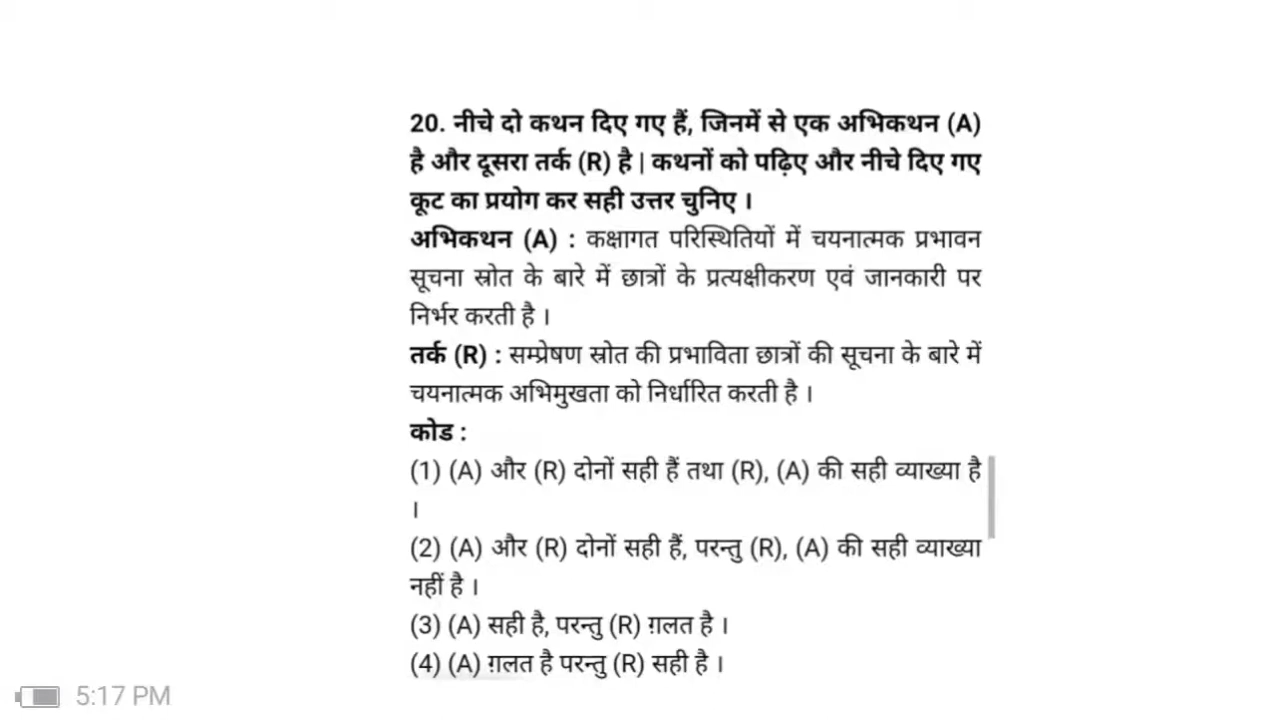 20. नीचे दो कथन दिए गए हैं, जिनमें से एक अभिकथन (A)
है और दूसरा तर्क (R) है | कथनों को पढ़िए और नीचे दिए गए
कूट का प्रयोग कर सही उत्तर चुनिए ।
अभिकथन (A) : कक्षागत परिस्थितियों में चयनात्मक प्रभावन
सूचना स्रोत के बारे में छात्रों के प्रत्यक्षीकरण एवं जानकारी पर
निर्भर करती है ।
तर्क (R) : सम्प्रेषण स्रोत की प्रभाविता छात्रों की सूचना के बारे में
चयनात्मक अभिमुखता को निर्धारित करती है ।
कोड :
(1) (A) और (R) दोनों सही हैं तथा (R), (A) की सही व्याख्या है
।
(2) (A) और (R) दोनों सही हैं, परन्तु (R), (A) की सही व्याख्या
नहीं है ।
(3) (A) सही है, परन्तु (R) ग़लत है ।
(4) (A) ग़लत है परन्तु (R) सही है ।
5:17 PM